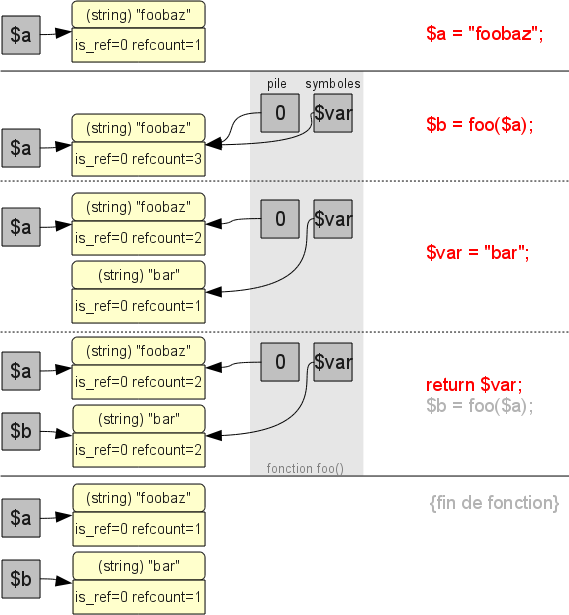 (string) "foobaz"
$a
is_ref=0 refcount=1
$a = "foobaz";
pile symboles
0 $var
(string) "foobaz"
$a
is_ref=0 refcount=3
$b = foo($a);
(string) "foobaz"
$a
is_ref=0 refcount=2
0 $var
(string) "bar"
is_ref=0 refcount=1
$var = "bar";
(string) "foobaz"
$a
is_ref=0 refcount=2
0 $var
return $var;
$b = foo($a);
(string) "bar"
$b
is_ref=0 refcount=2
fonction foo()
(string) "foobaz"
$a
is_ref=0 refcount=1
{fin de fonction}
(string) "bar"
$b
is_ref=0 refcount=1